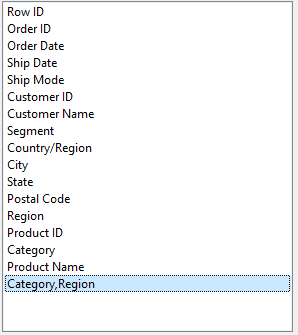 Row ID
Order ID
Order Date
Ship Date
Ship Mode
Customer ID
Customer Name
Segment
Country/Region
City
State
Postal Code
Region
Product ID
Category
Product Name
Category,Region